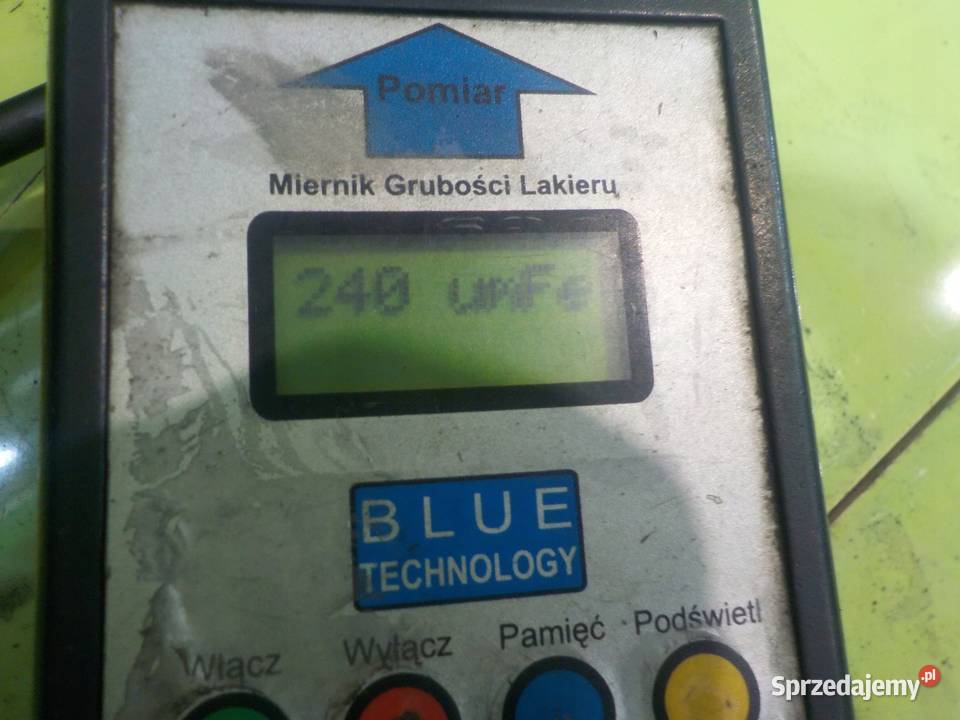 Pomiar
Miernik Grubości Lakieru
240 umFe
BLUE
TECHNOLOGY
Włącz Wyłącz Pamięć Podświetl
Sprzedajemy.pl